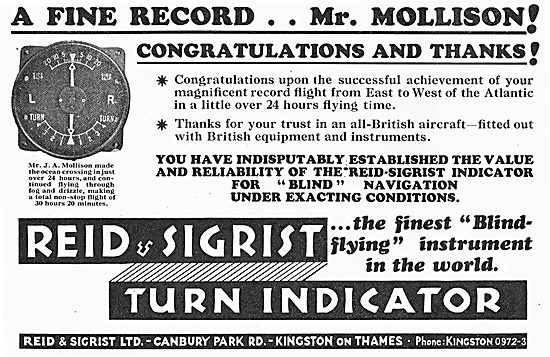 A FINE RECORD . . Mr. MOLLISON!
CONGRATULATIONS AND THANKS!
L
R
TURN
TURN
Mr. J. A. Mollison made
the ocean crossing in just
over 24 hours, and con-
tinued flying through
fog and drizzle, making
a total non-stop flight of
30 hours 20 minutes.
* Congratulations upon the successful achievement of your
magnificent record flight from East to West of the Atlantic
in a little over 24 hours flying time.
* Thanks for your trust in an all-British aircraft—fitted out
with British equipment and instruments.
YOU HAVE INDISPUTABLY ESTABLISHED THE VALUE
AND RELIABILITY OF THE REID-SIGRIST INDICATOR
FOR "BLIND" NAVIGATION
UNDER EXACTING CONDITIONS.
REID & SIGRIST
...the finest "Blind-
flying" instrument
in the world.
TURN INDICATOR
REID & SIGRIST LTD. - CANBURY PARK RD. - KINGSTON ON THAMES · Phone: KINGSTON 0972-3